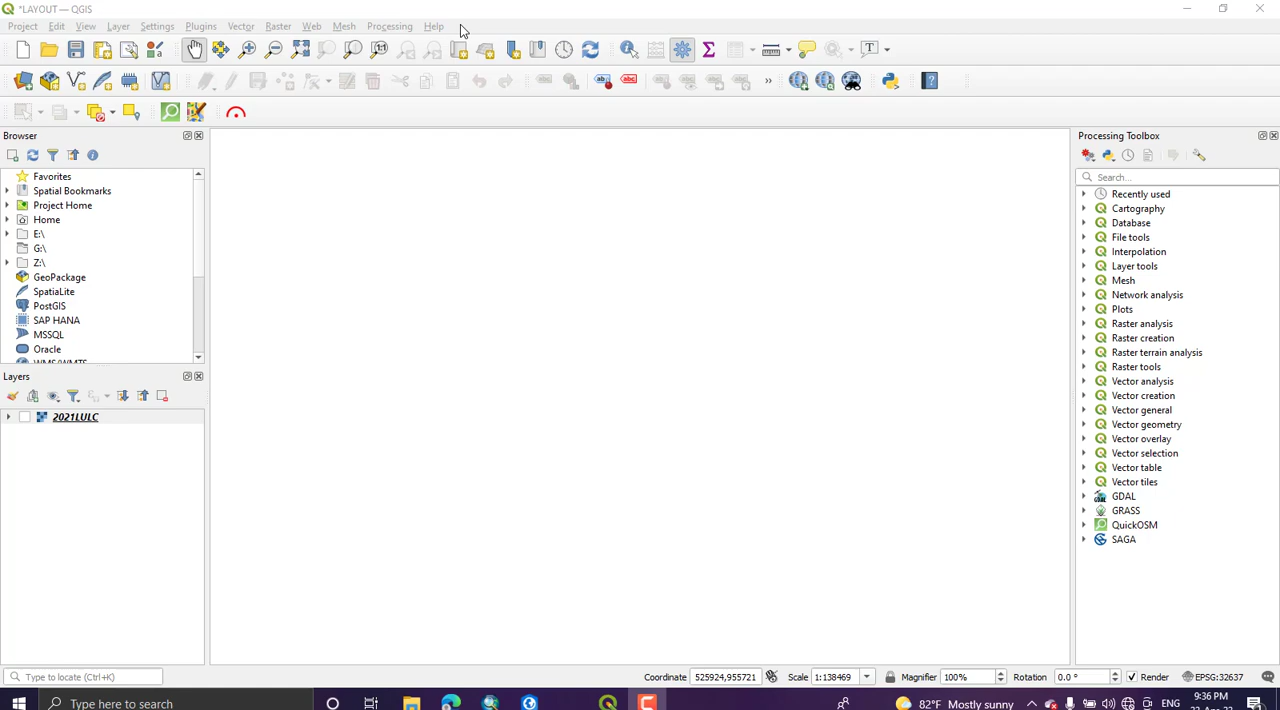 *LAYOUT — QGIS
Project Edit View Layer Settings Plugins Vector Raster Web Mesh Processing Help
Browser
Favorites
Spatial Bookmarks
Project Home
Home
E:\
G:\
Z:\
GeoPackage
SpatiaLite
PostGIS
SAP HANA
MSSQL
Oracle
WMS/WMTS
Layers
2021LULC
Processing Toolbox
Search...
Recently used
Cartography
Database
File tools
Interpolation
Layer tools
Mesh
Network analysis
Plots
Raster analysis
Raster creation
Raster terrain analysis
Raster tools
Vector analysis
Vector creation
Vector general
Vector geometry
Vector overlay
Vector selection
Vector table
Vector tiles
GDAL
GRASS
QuickOSM
SAGA
Type to locate (Ctrl+K) Coordinate 525924,955721 Scale 1:138469 Magnifier 100% Rotation 0.0 ° Render EPSG:32637
Type here to search 82°F Mostly sunny ENG 9:36 PM